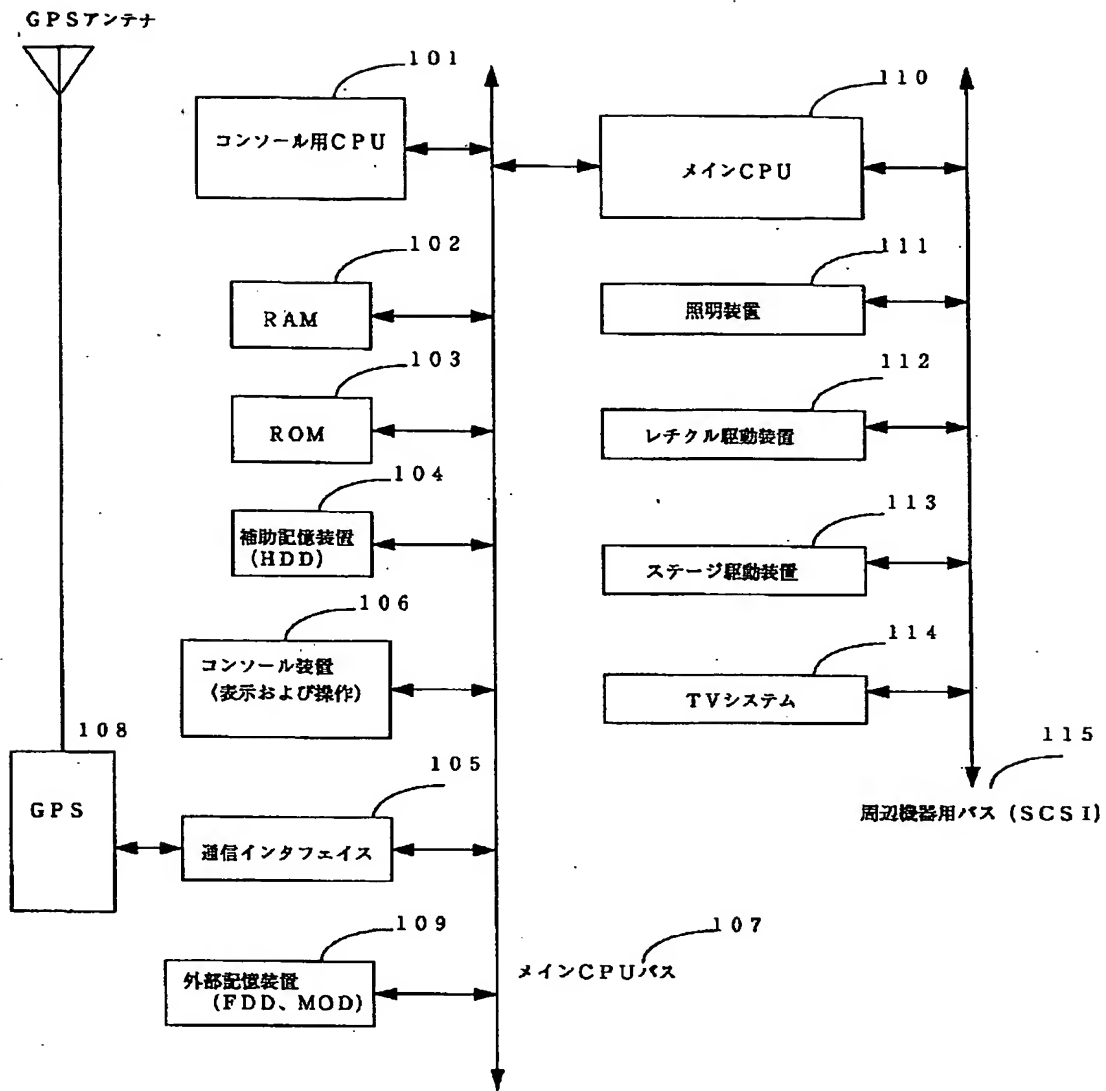 GPSアンテナ
101
コンソール用CPU
110
メインCPU
102
RAM
111
照明装置
103
ROM
112
レチクル駆動装置
104
補助記憶装置
(HDD)
113
ステージ駆動装置
106
コンソール装置
(表示および操作)
114
TVシステム
108
GPS
105
通信インタフェイス
115
周辺機器用バス(SCSI)
109
外部記憶装置
(FDD、MOD)
107
メインCPUバス